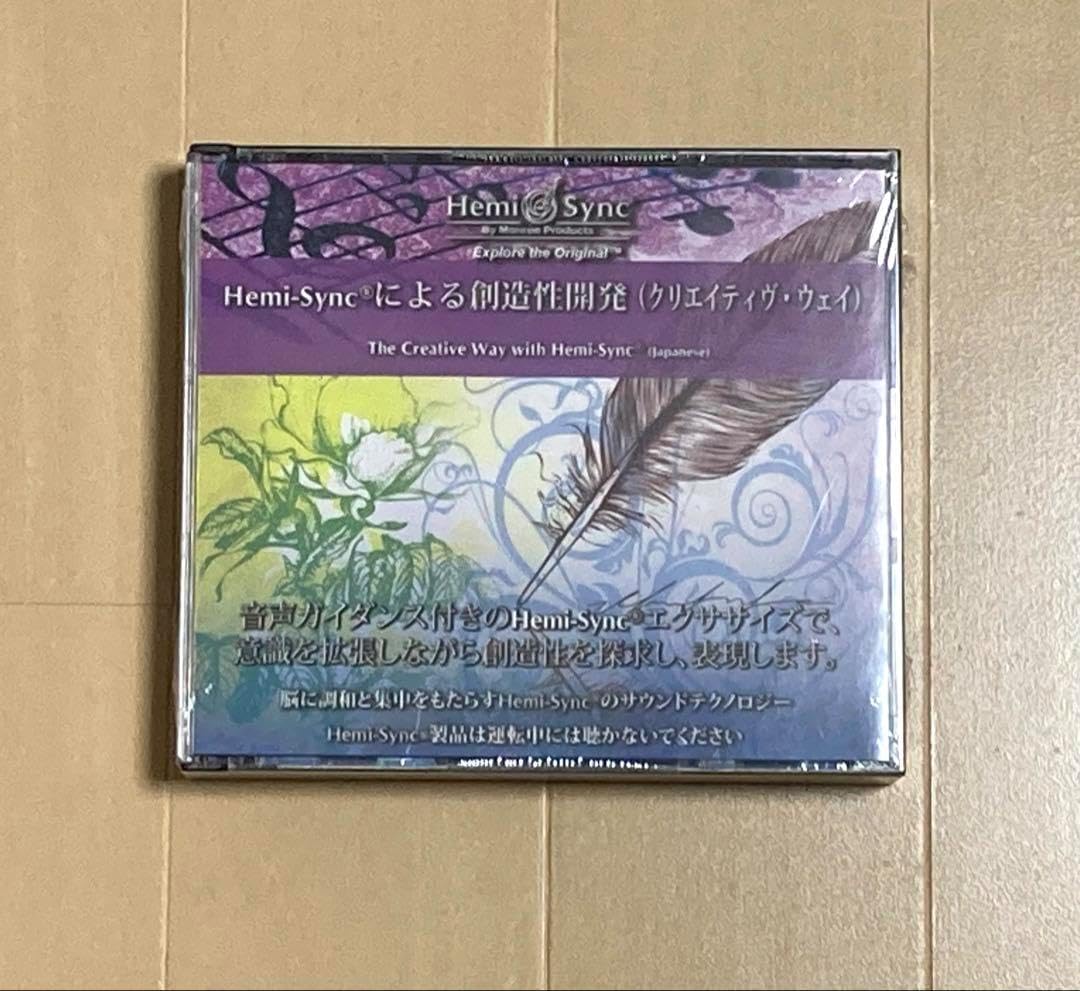 Hemi Sync
By Monroe Products
Explore the Original™
Hemi-Sync®による創造性開発(クリエイティヴ・ウェイ)
The Creative Way with Hemi-Sync® (Japanese)
音声ガイダンス付きのHemi-Sync®エクササイズで、
意識を拡張しながら創造性を探求し、表現します。
脳に調和と集中をもたらすHemi-Sync®のサウンドテクノロジー
Hemi-Sync®製品は運転中には聴かないでください